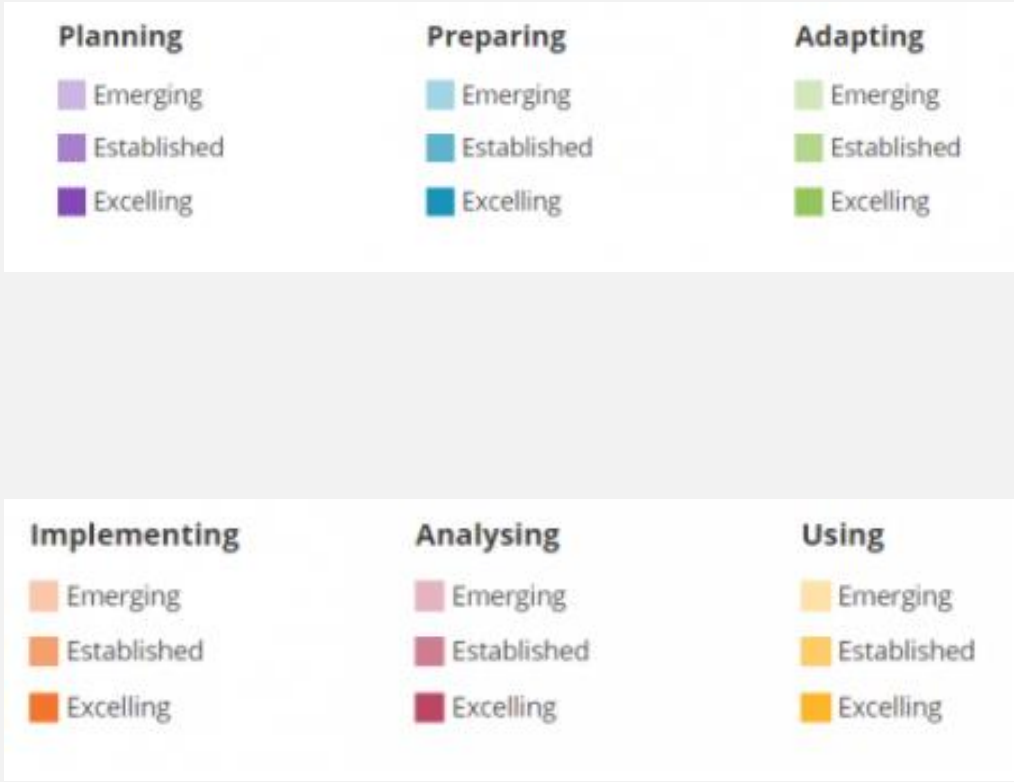 Planning
Emerging
Established
Excelling
Preparing
Emerging
Established
Excelling
Adapting
Emerging
Established
Excelling
Implementing
Emerging
Established
Excelling
Analysing
Emerging
Established
Excelling
Using
Emerging
Established
Excelling